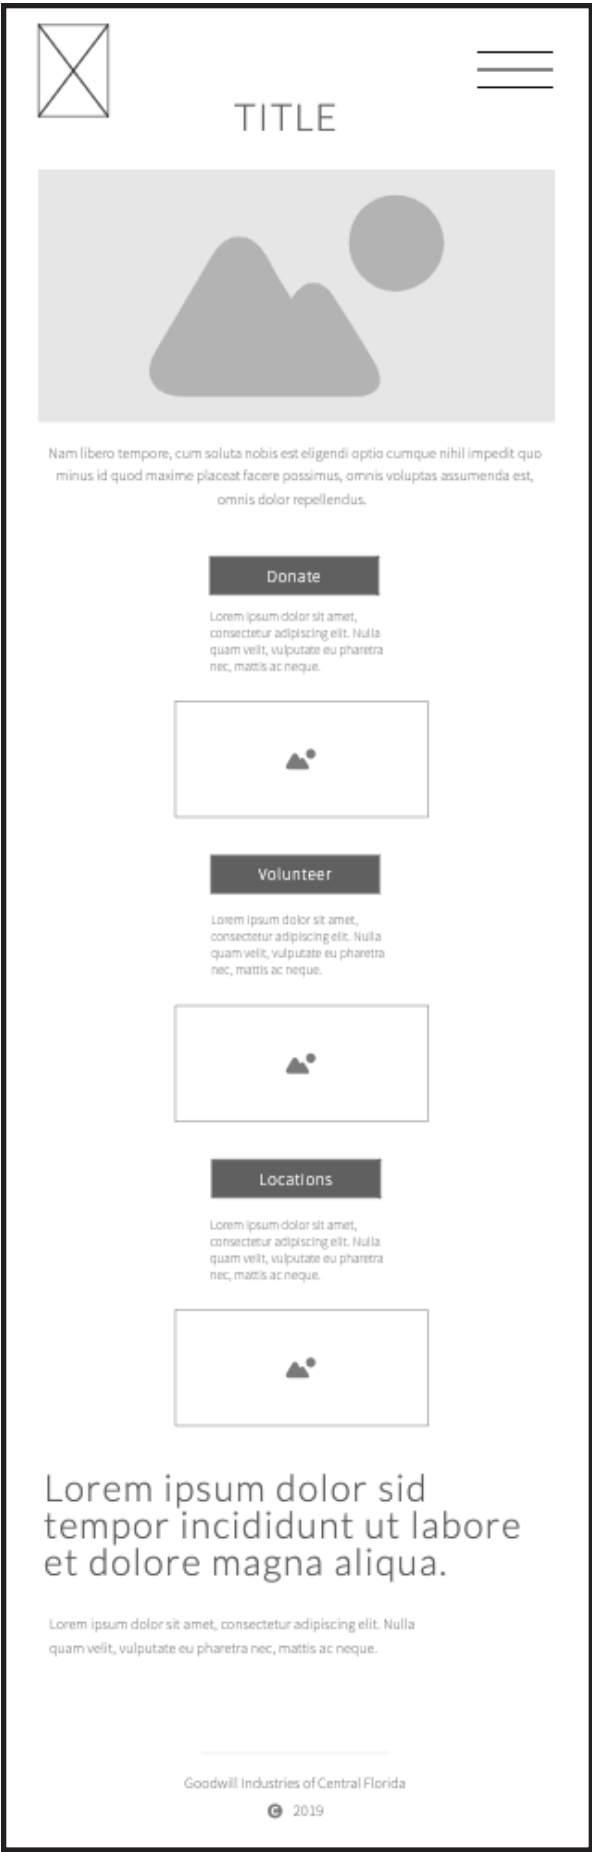 TITLE
Nam libero tempore, cum soluta nobis est eligendi optio cumque nihil impedit quo
minus id quod maxime placeat facere possimus, omnis voluptas assumenda est,
omnis dolor repellendus.
Donate
Lorem ipsum dolor sit amet,
consectetur adipiscing elit. Nulla
quam velit, vulputate eu pharetra
nec, mattis ac neque.
Volunteer
Lorem ipsum dolor sit amet,
consectetur adipiscing elit. Nulla
quam velit, vulputate eu pharetra
nec, mattis ac neque.
Locations
Lorem ipsum dolor sit amet,
consectetur adipiscing elit. Nulla
quam velit, vulputate eu pharetra
nec, mattis ac neque.
Lorem ipsum dolor sid
tempor incididunt ut labore
et dolore magna aliqua.
Lorem ipsum dolor sit amet, consectetur adipiscing elit. Nulla
quam velit, vulputate eu pharetra nec, mattis ac neque.
Goodwill Industries of Central Florida
© 2019